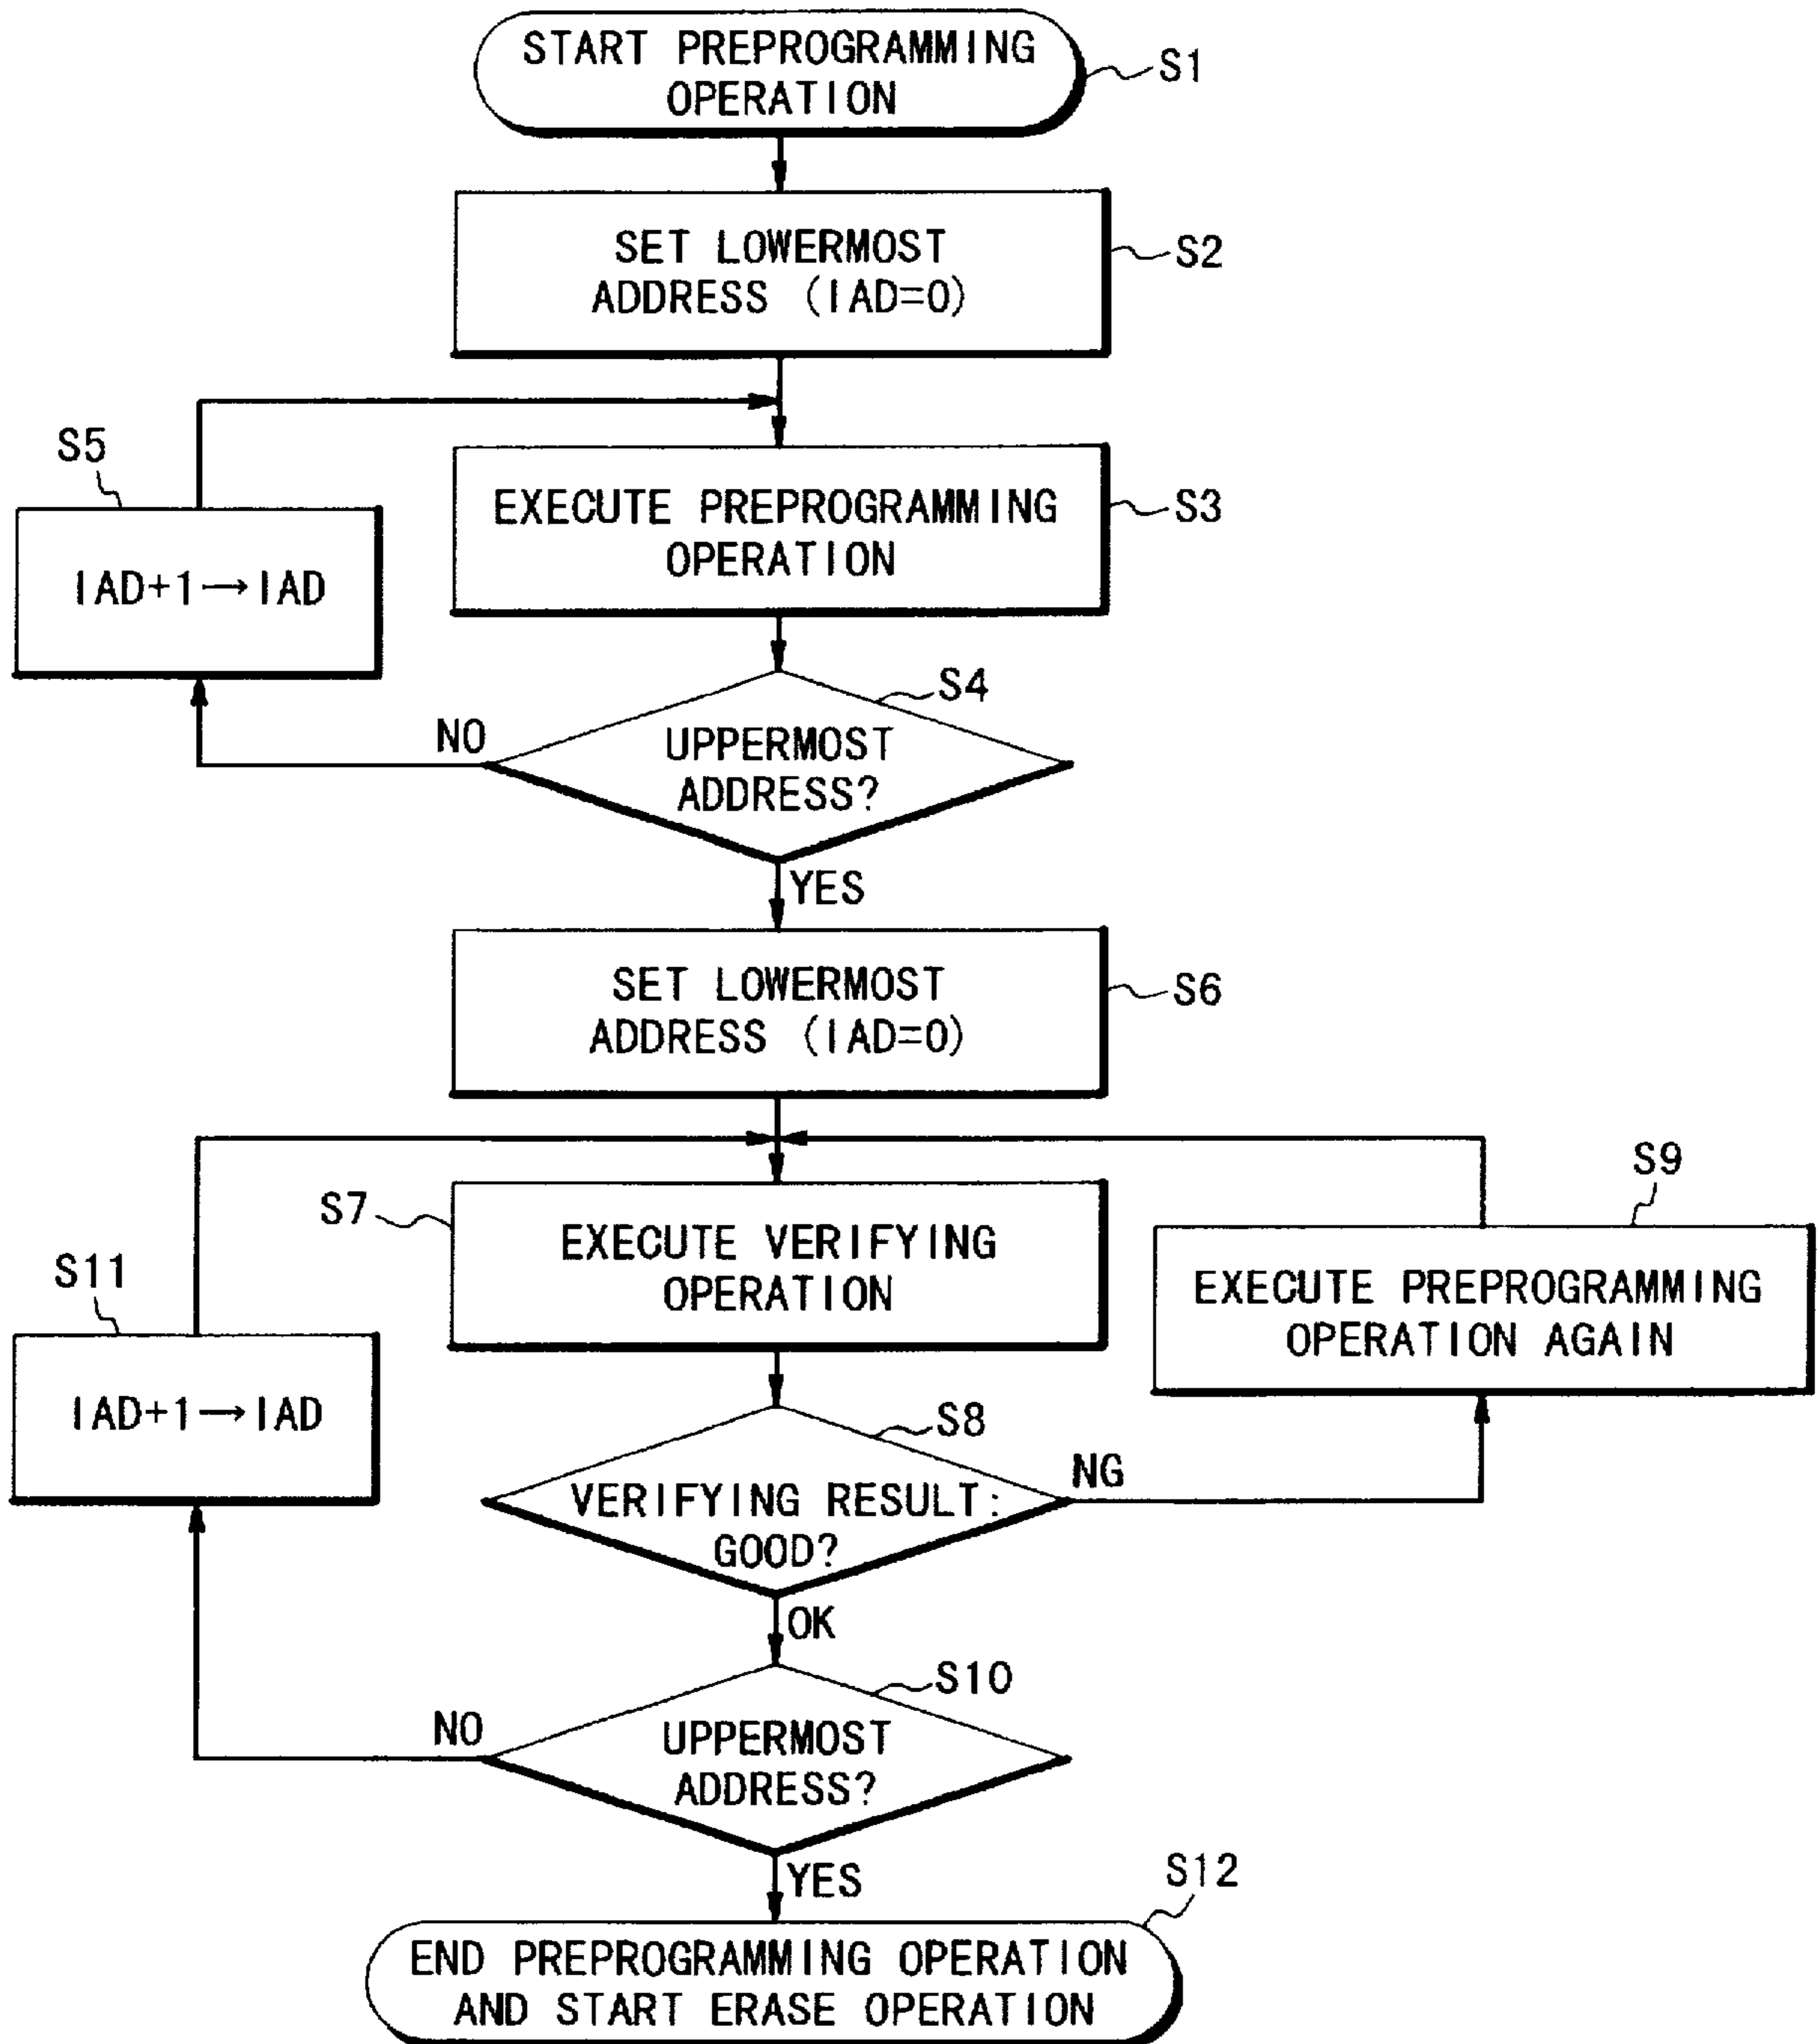 START PREPROGRAMMING
OPERATION
S1
SET LOWERMOST
ADDRESS (IAD=0)
S2
S5
IAD+1→IAD
EXECUTE PREPROGRAMMING
OPERATION
S3
S4
NO
UPPERMOST
ADDRESS?
YES
SET LOWERMOST
ADDRESS (IAD=0)
S6
S7
EXECUTE VERIFYING
OPERATION
S9
EXECUTE PREPROGRAMMING
OPERATION AGAIN
S11
IAD+1→IAD
S8
NG
VERIFYING RESULT:
GOOD?
OK
S10
NO
UPPERMOST
ADDRESS?
YES
S12
END PREPROGRAMMING OPERATION
AND START ERASE OPERATION